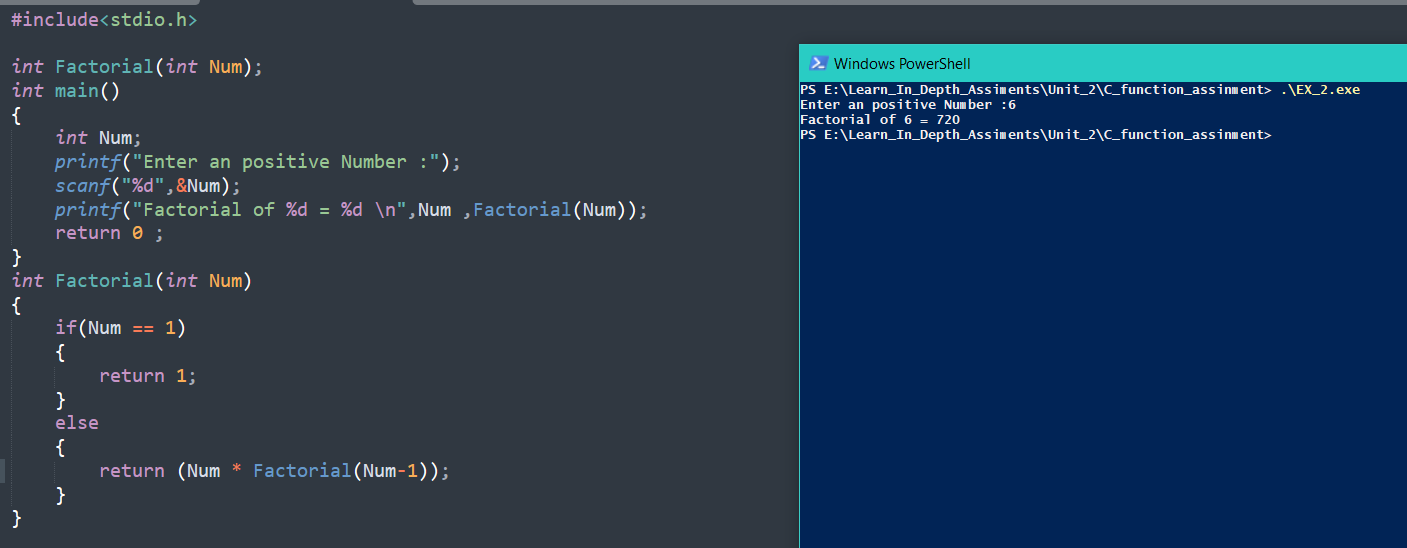 #include<stdio.h>
int Factorial(int Num);
int main()
{
int Num;
printf("Enter an positive Number :");
scanf("%d",&Num);
printf("Factorial of %d = %d \n",Num ,Factorial(Num));
return 0 ;
}
int Factorial(int Num)
{
if(Num == 1)
{
return 1;
}
else
{
return (Num * Factorial(Num-1));
}
}
Windows PowerShell
PS E:\Learn_In_Depth_Assiments\Unit_2\C_function_assinment> .\EX_2.exe
Enter an positive Number :6
Factorial of 6 = 720
PS E:\Learn_In_Depth_Assiments\Unit_2\C_function_assinment>